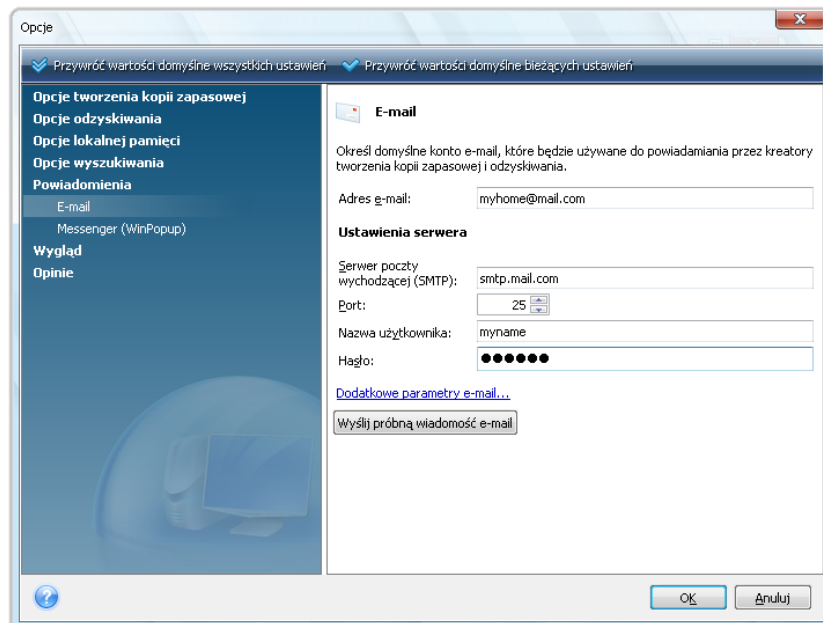 Opcje
Przywróć wartości domyślne wszystkich ustawień Przywróć wartości domyślne bieżących ustawień
Opcje tworzenia kopii zapasowej
Opcje odzyskiwania
Opcje lokalnej pamięci
Opcje wyszukiwania
Powiadomienia
E-mail
Messenger (WinPopup)
Wygląd
Opinie
E-mail
Określ domyślne konto e-mail, które będzie używane do powiadamiania przez kreatory
tworzenia kopii zapasowej i odzyskiwania.
Adres e-mail: myhome@mail.com
Ustawienia serwera
Serwer poczty
wychodzącej (SMTP): smtp.mail.com
Port: 25
Nazwa użytkownika: myname
Hasło: ●●●●●●
Dodatkowe parametry e-mail...
Wyślij próbną wiadomość e-mail
OK Anuluj